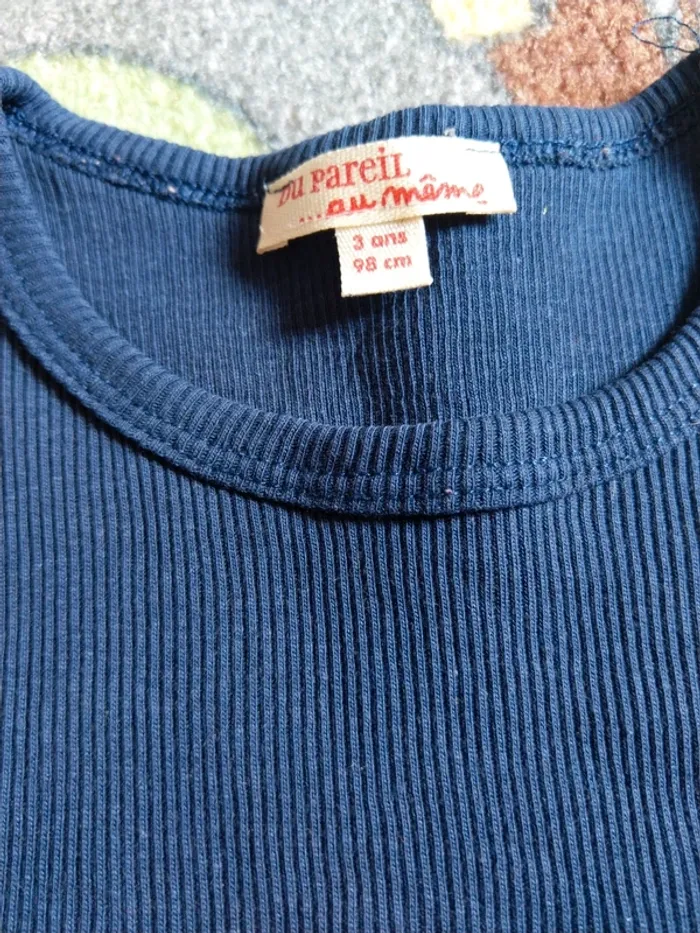 DU PareiL
...au même
3 ans
98 cm